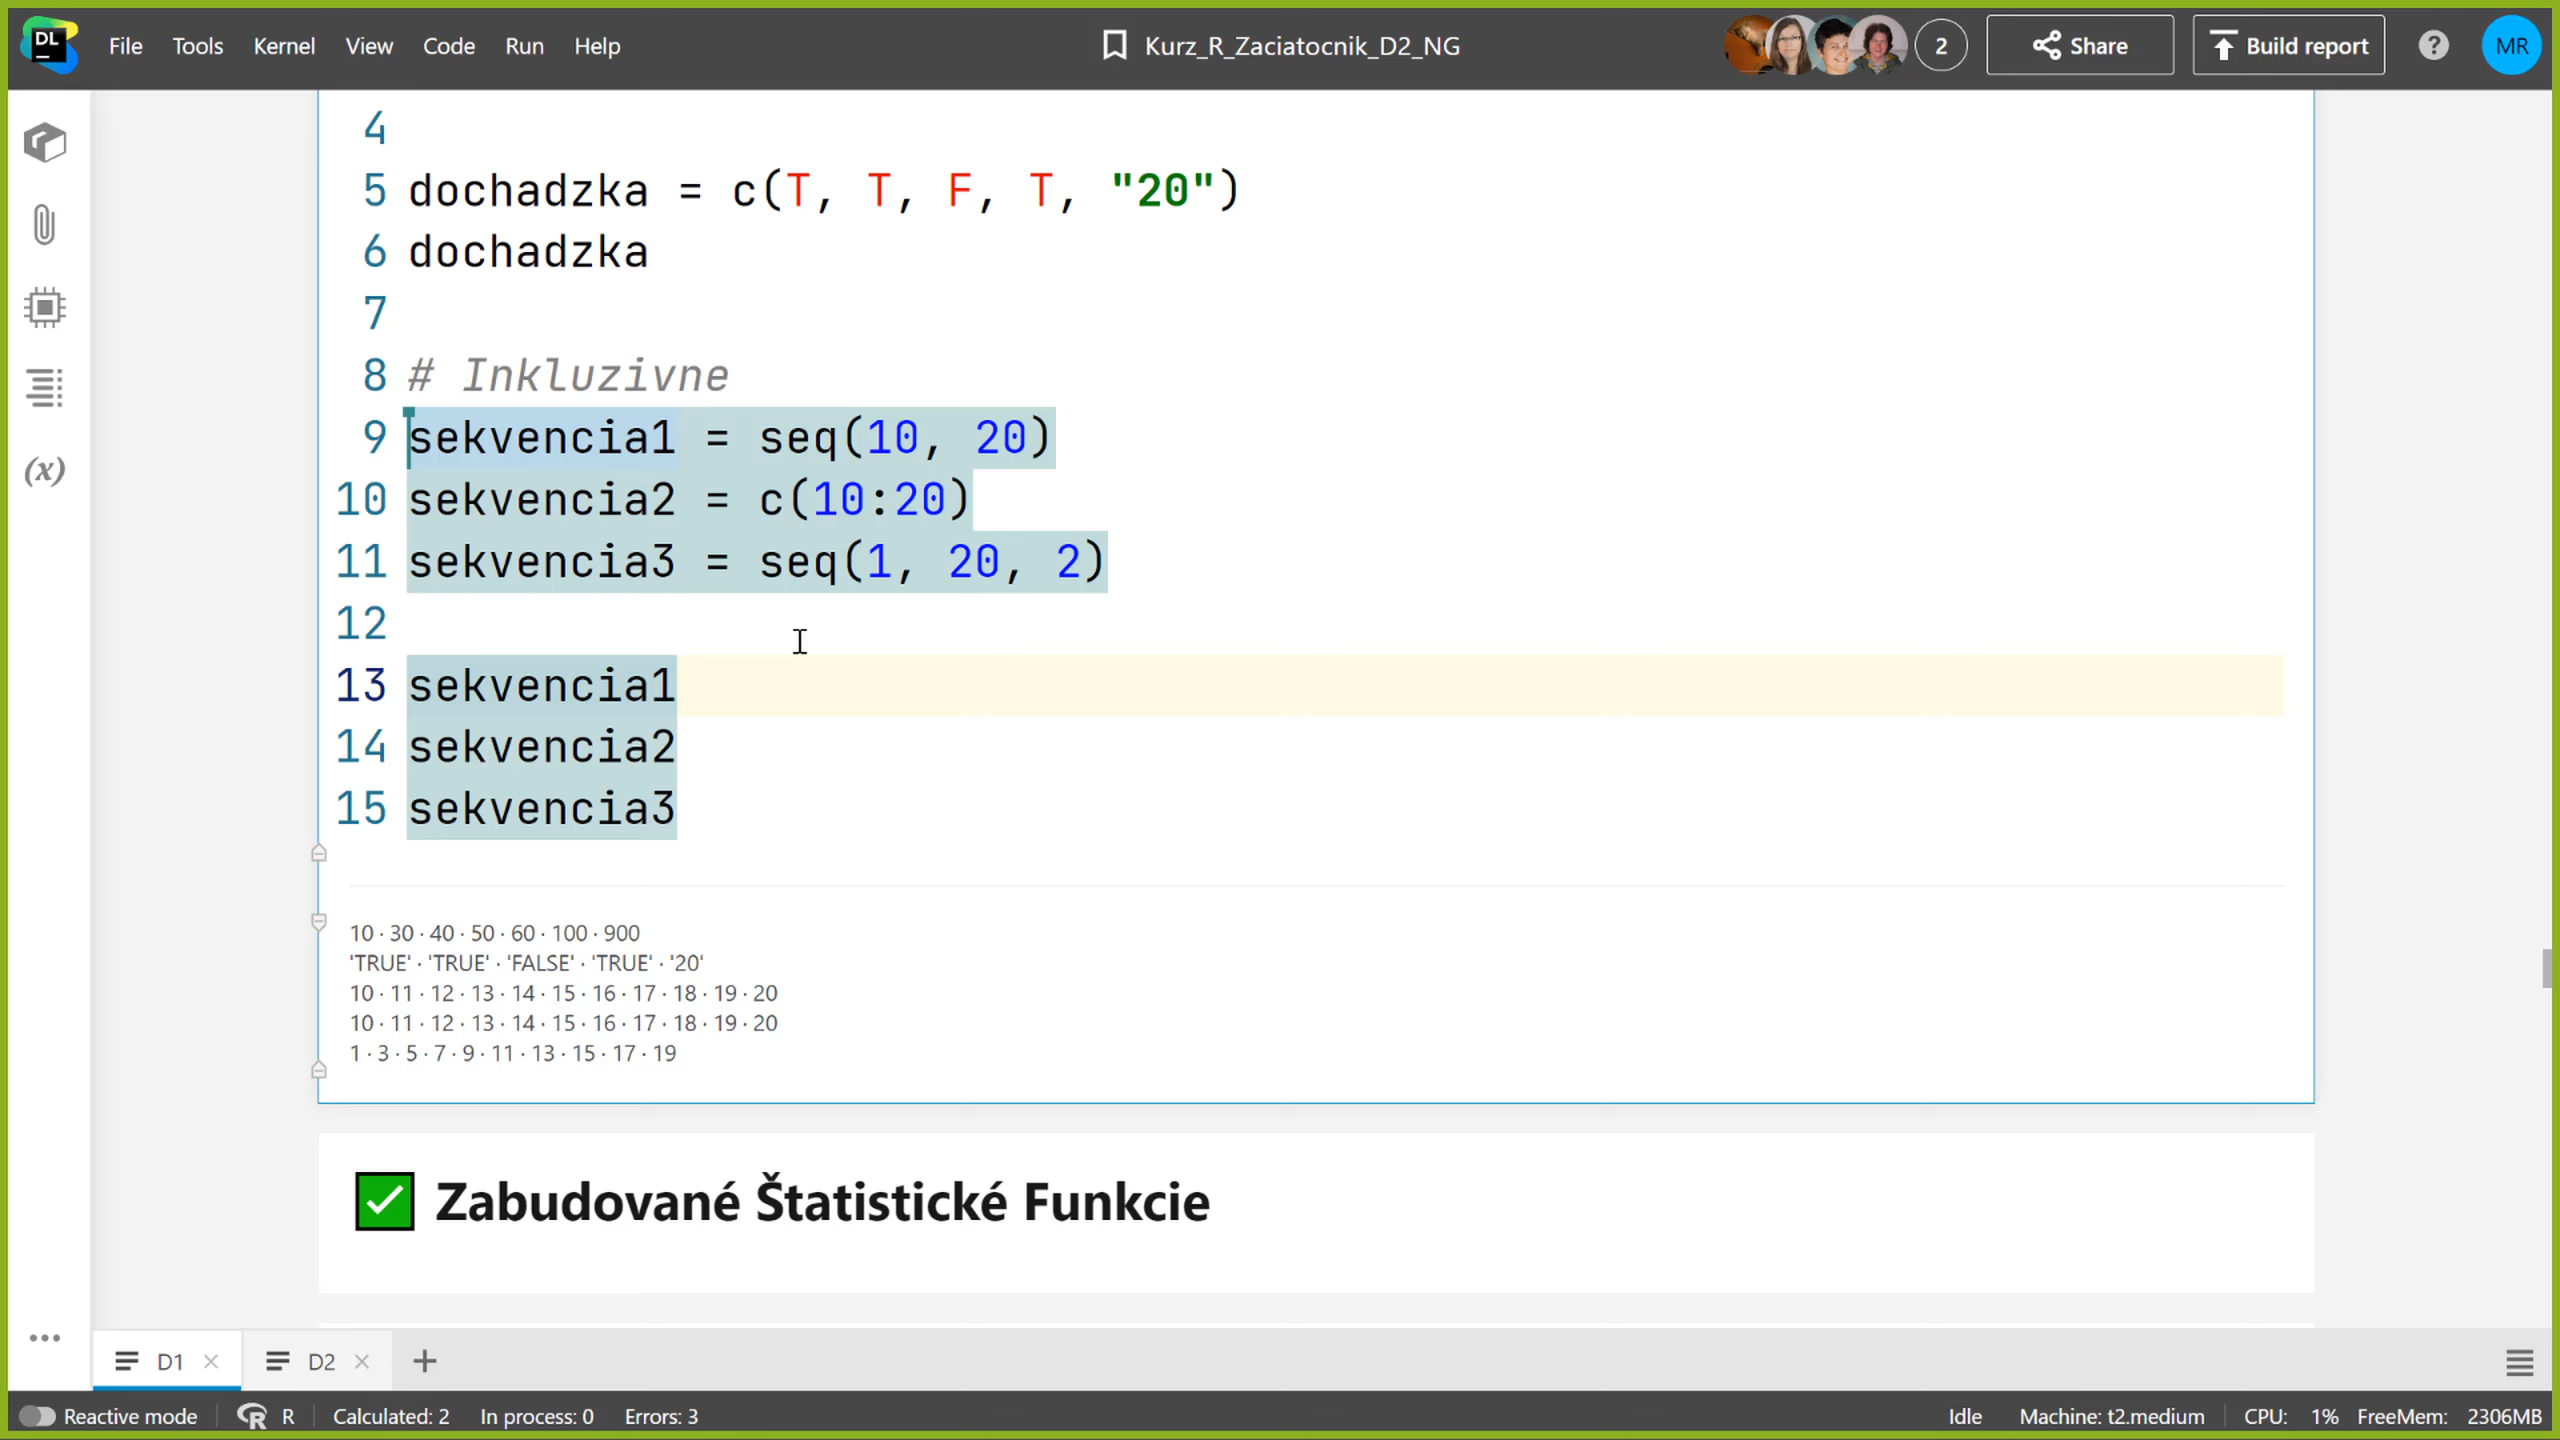 DL
File Tools Kernel View Code Run Help
Kurz_R_Zaciatocnik_D2_NG
2
Share
Build report
?
MR
(x)
4
5 dochadzka = c(T, T, F, T, "20")
6 dochadzka
7
8 # Inkluzivne
9 sekvencia1 = seq(10, 20)
10 sekvencia2 = c(10:20)
11 sekvencia3 = seq(1, 20, 2)
12
13 sekvencia1
14 sekvencia2
15 sekvencia3
10 · 30 · 40 · 50 · 60 · 100 · 900
'TRUE' · 'TRUE' · 'FALSE' · 'TRUE' · '20'
10 · 11 · 12 · 13 · 14 · 15 · 16 · 17 · 18 · 19 · 20
10 · 11 · 12 · 13 · 14 · 15 · 16 · 17 · 18 · 19 · 20
1 · 3 · 5 · 7 · 9 · 11 · 13 · 15 · 17 · 19
Zabudované Štatistické Funkcie
D1 D2
Reactive mode R Calculated: 2 In process: 0 Errors: 3 Idle Machine: t2.medium CPU: 1% FreeMem: 2306MB